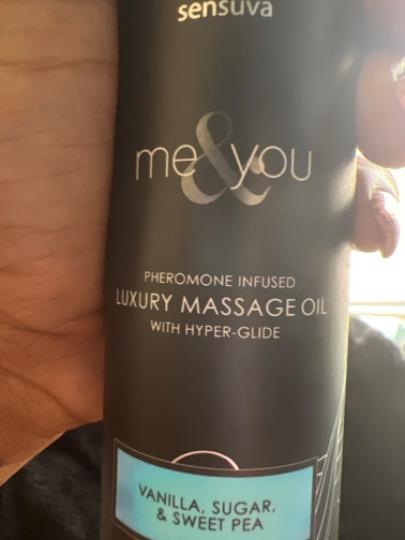 sensuva
me & you
PHEROMONE INFUSED
LUXURY MASSAGE OIL
WITH HYPER-GLIDE
VANILLA, SUGAR,
& SWEET PEA